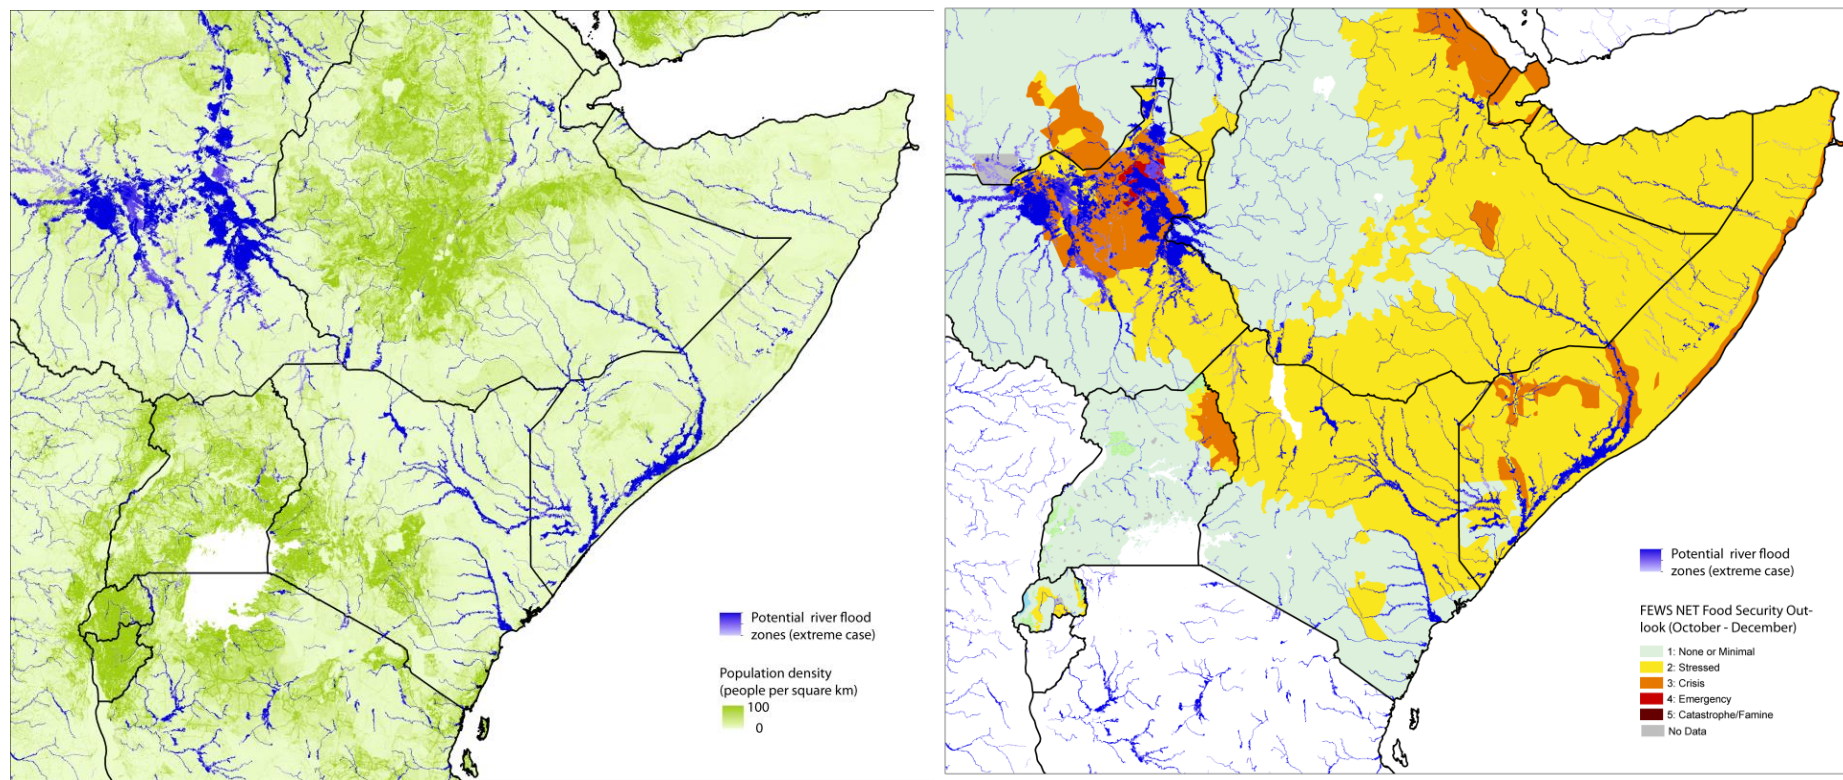 Potential river flood
zones (extreme case)
Population density
(people per square km)
100
0
Potential river flood
zones (extreme case)
FEWS NET Food Security Out-
look (October - December)
1: None or Minimal
2: Stressed
3: Crisis
4: Emergency
5: Catastrophe/Famine
No Data